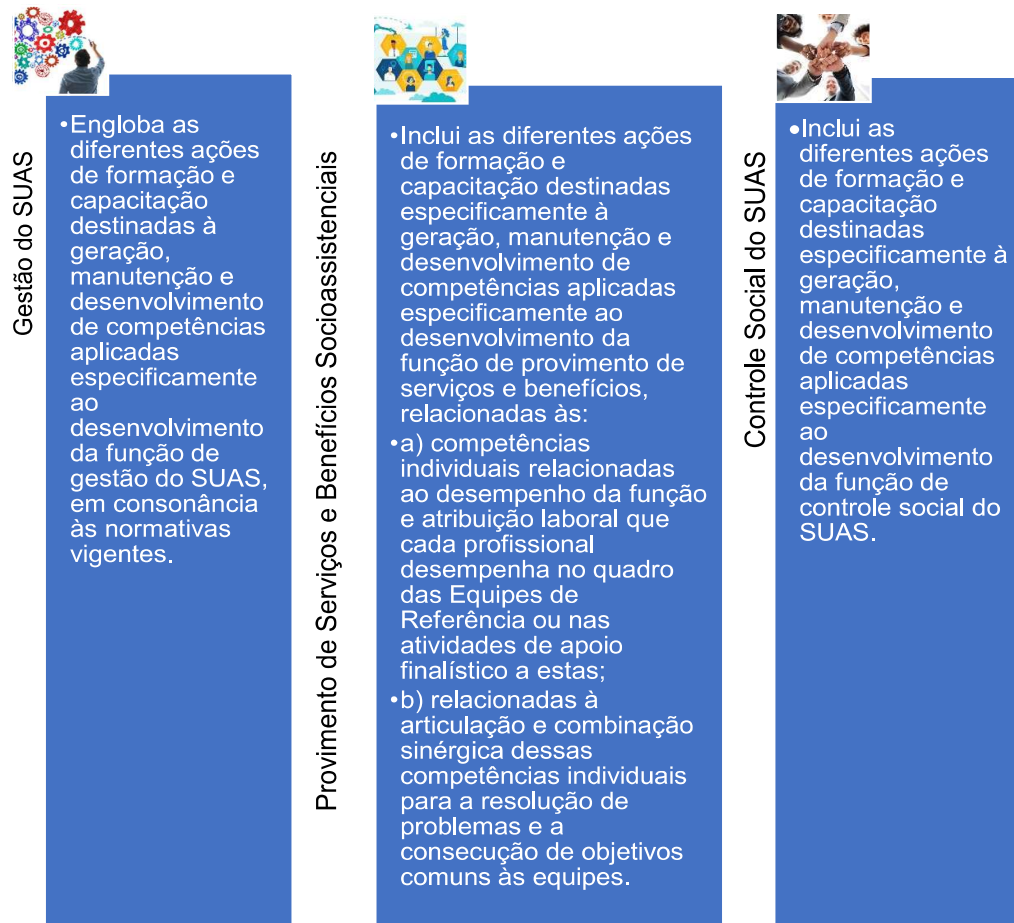 Gestão do SUAS
•Engloba as
diferentes ações
de formação e
capacitação
destinadas à
geração,
manutenção e
desenvolvimento
de competências
aplicadas
especificamente
ao
desenvolvimento
da função de
gestão do SUAS,
em consonância
às normativas
vigentes.
Provimento de Serviços e Benefícios Socioassistenciais
•Inclui as diferentes ações
de formação e
capacitação destinadas
especificamente à
geração, manutenção e
desenvolvimento de
competências aplicadas
especificamente ao
desenvolvimento da
função de provimento de
serviços e benefícios,
relacionadas às:
•a) competências
individuais relacionadas
ao desempenho da função
e atribuição laboral que
cada profissional
desempenha no quadro
das Equipes de
Referência ou nas
atividades de apoio
finalístico a estas;
•b) relacionadas à
articulação e combinação
sinérgica dessas
competências individuais
para a resolução de
problemas e a
consecução de objetivos
comuns às equipes.
Controle Social do SUAS
•Inclui as
diferentes ações
de formação e
capacitação
destinadas
especificamente à
geração,
manutenção e
desenvolvimento
de competências
aplicadas
especificamente
ao
desenvolvimento
da função de
controle social do
SUAS.